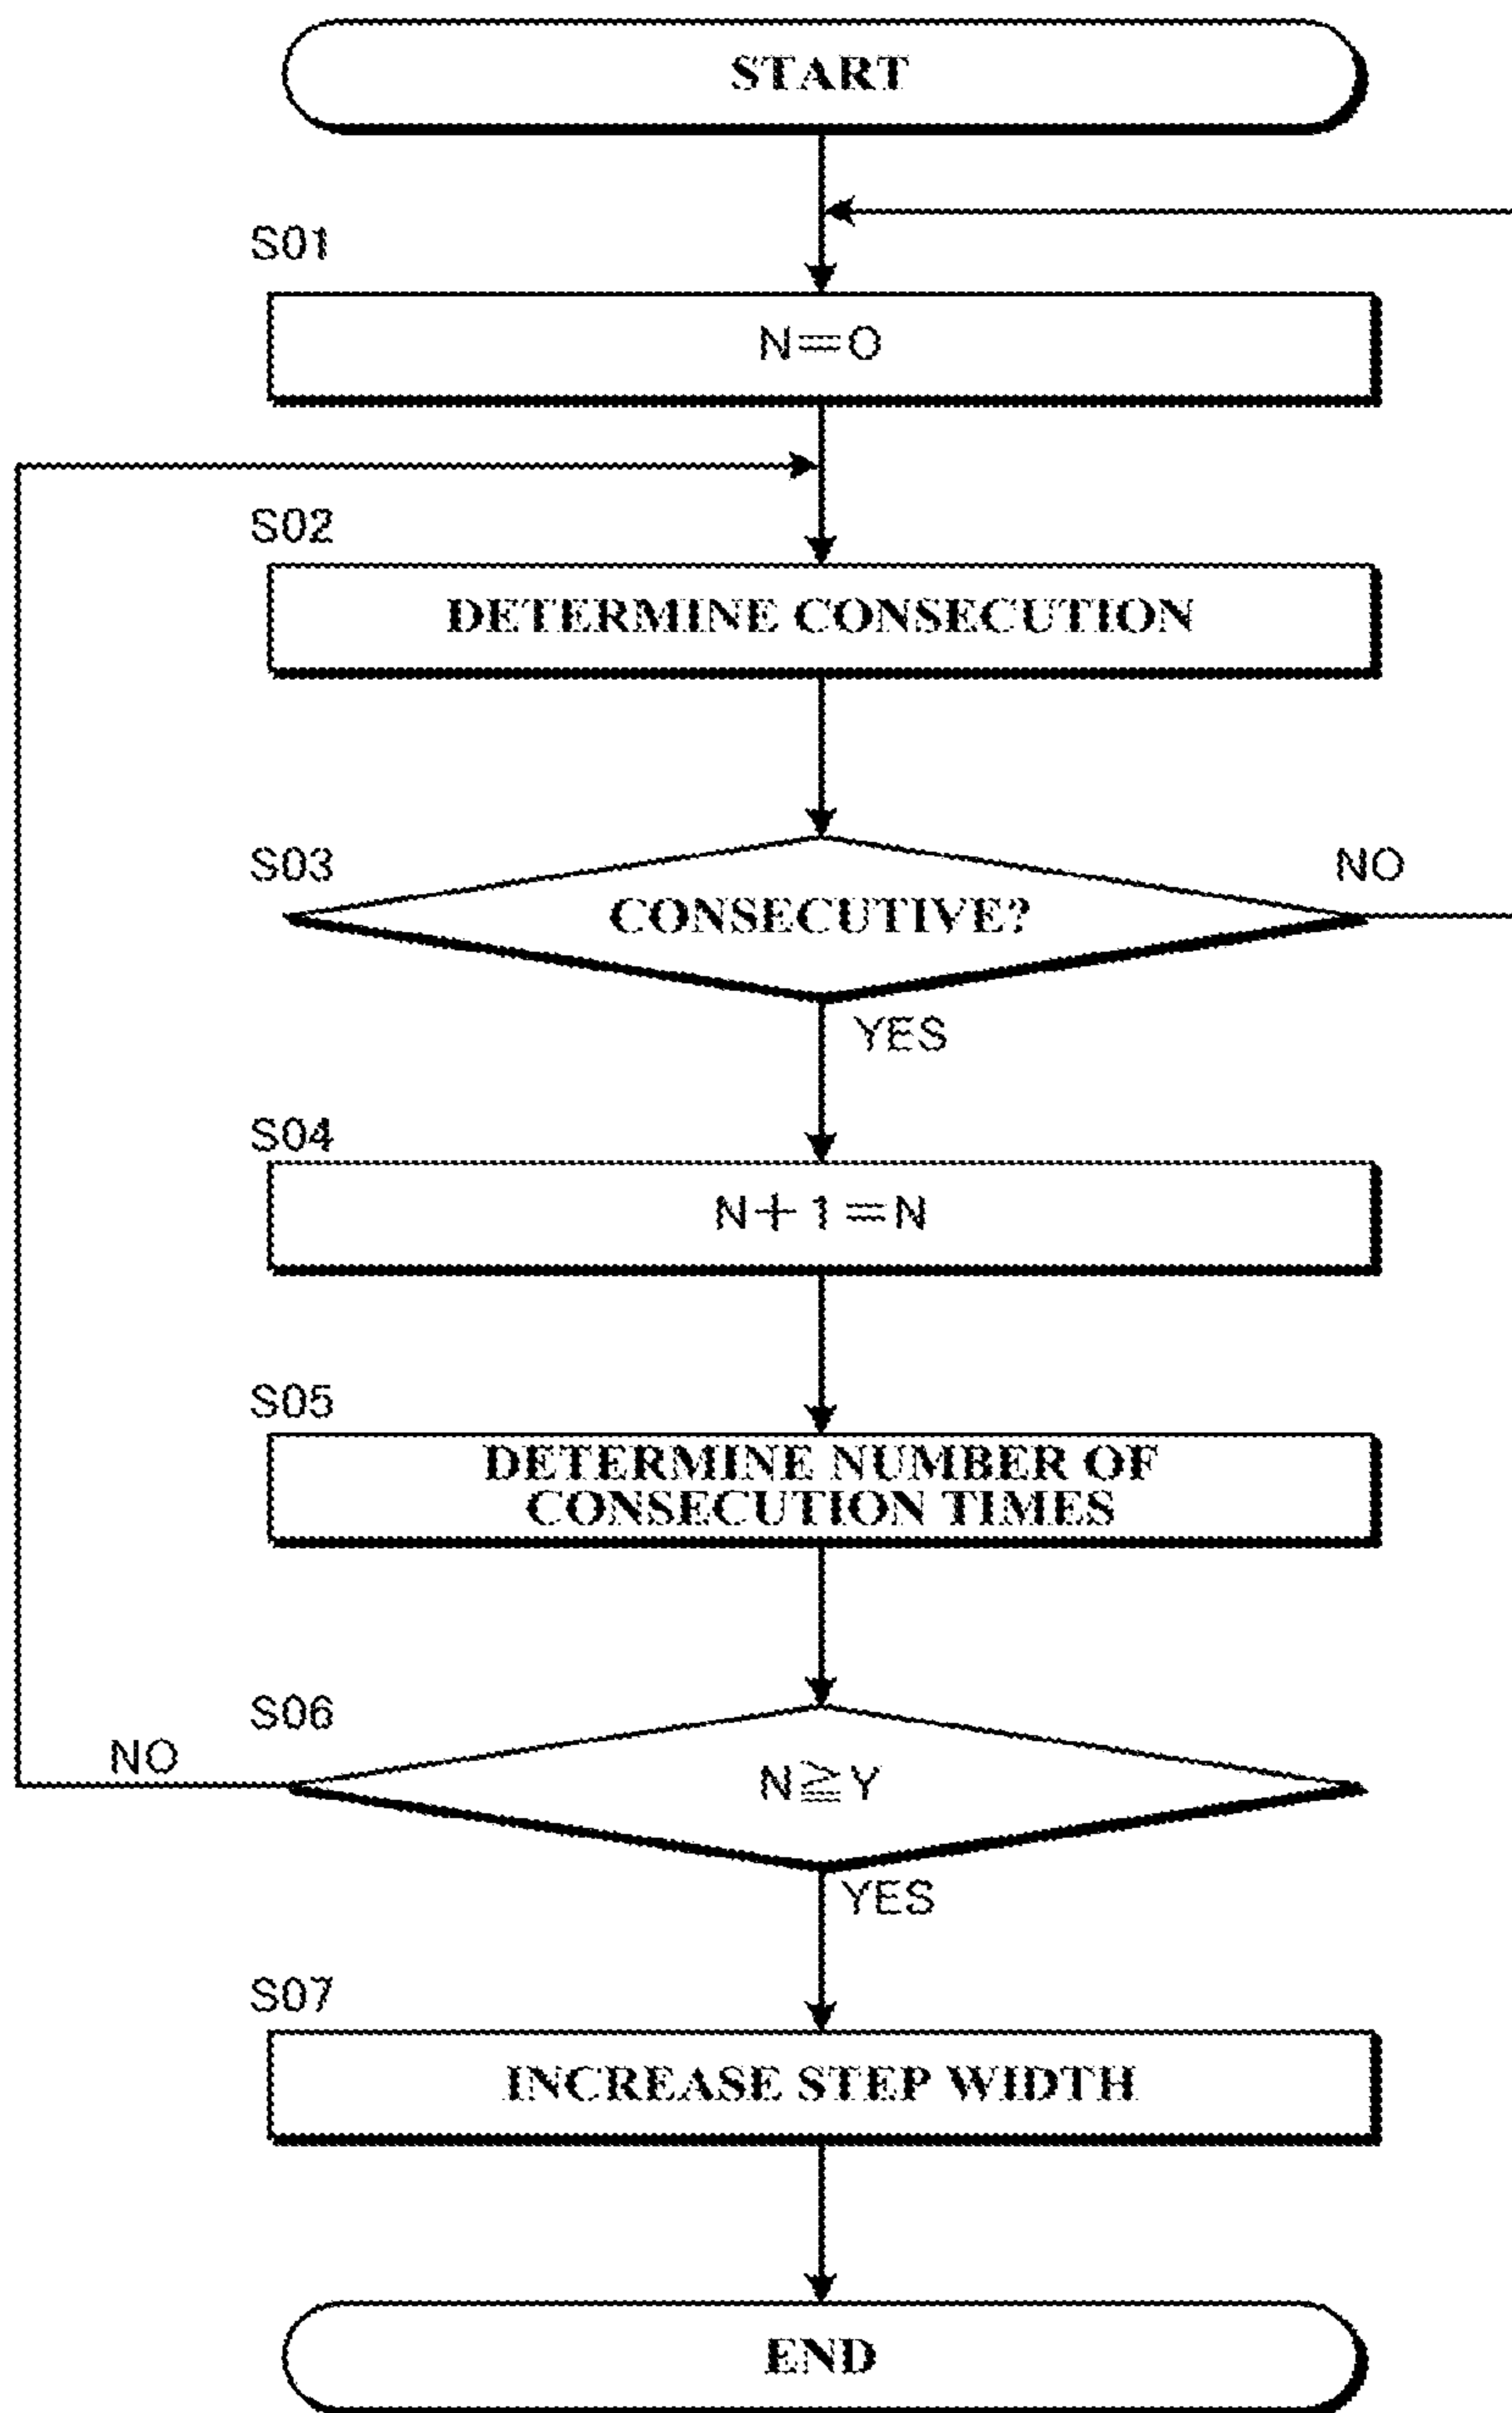 START
S01
N=0
S02
DETERMINE CONSECUTION
S03
CONSECUTIVE?
NO
YES
S04
N+1=N
S05
DETERMINE NUMBER OF
CONSECUTION TIMES
S06
NO
N≧Y
YES
S07
INCREASE STEP WIDTH
END